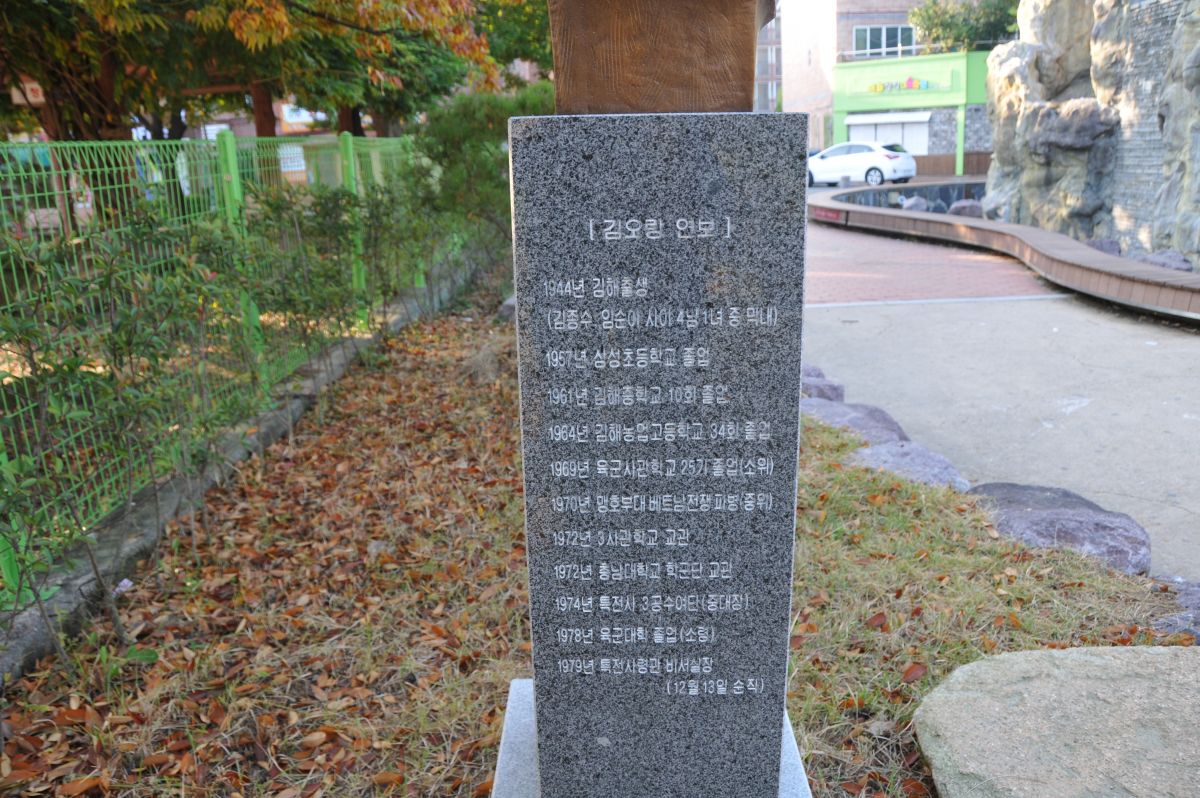 [ 김오랑 연보 ]
1944년 김해출생
(김종수, 임순이 사이 4남 1녀 중 막내)
1957년 삼성초등학교 졸업
1961년 김해중학교 10회 졸업
1964년 김해농업고등학교 34회 졸업
1969년 육군사관학교 25기 졸업(소위)
1970년 맹호부대 베트남전쟁 파병(중위)
1972년 3사관학교 교관
1972년 충남대학교 학군단 교관
1974년 특전사 3공수여단(중대장)
1978년 육군대학 졸업(소령)
1979년 특전사령관 비서실장
(12월 13일 순직)